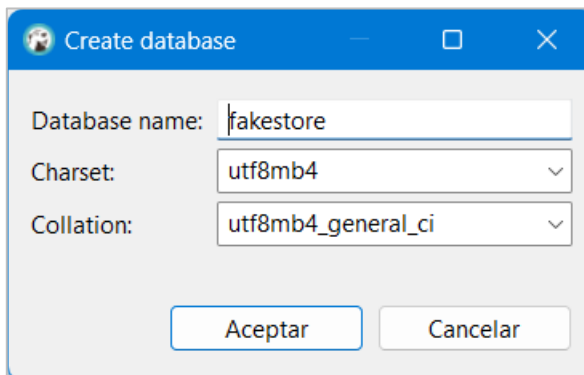 Create database
Database name: fakestore
Charset: utf8mb4
Collation: utf8mb4_general_ci
Aceptar Cancelar